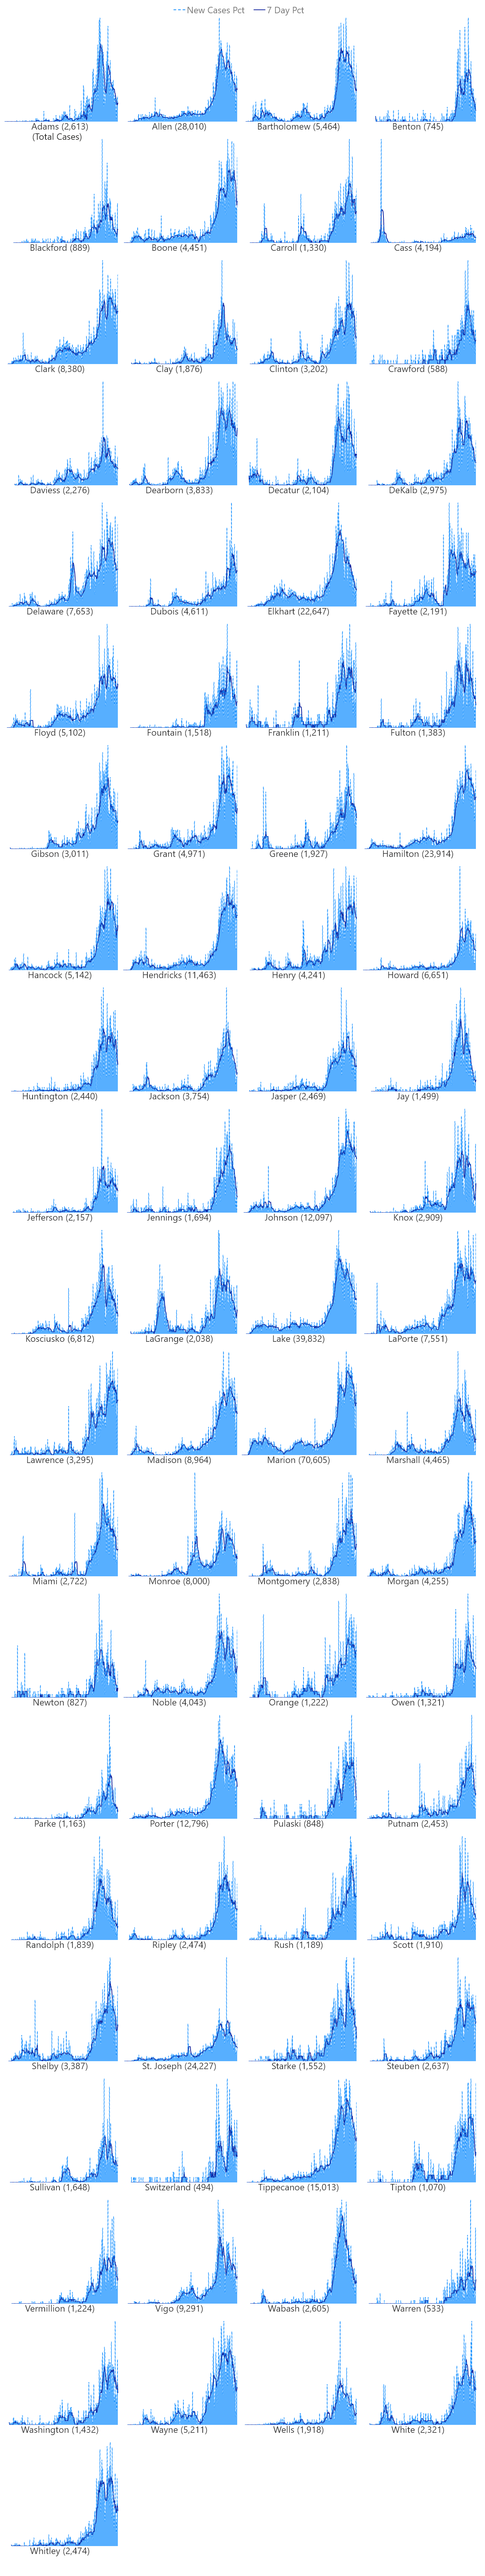 New Cases Pct 7 Day Pct
Adams (2,613) Allen (28,010) Bartholomew (5,464) Benton (745)
(Total Cases)
Blackford (889) Boone (4,451) Carroll (1,330) Cass (4,194)
Clark (8,380) Clay (1,876) Clinton (3,202) Crawford (588)
Daviess (2,276) Dearborn (3,833) Decatur (2,104) DeKalb (2,975)
Delaware (7,653) Dubois (4,611) Elkhart (22,647) Fayette (2,191)
Floyd (5,102) Fountain (1,518) Franklin (1,211) Fulton (1,383)
Gibson (3,011) Grant (4,971) Greene (1,927) Hamilton (23,914)
Hancock (5,142) Hendricks (11,463) Henry (4,241) Howard (6,651)
Huntington (2,440) Jackson (3,754) Jasper (2,469) Jay (1,499)
Jefferson (2,157) Jennings (1,694) Johnson (12,097) Knox (2,909)
Kosciusko (6,812) LaGrange (2,038) Lake (39,832) LaPorte (7,551)
Lawrence (3,295) Madison (8,964) Marion (70,605) Marshall (4,465)
Miami (2,722) Monroe (8,000) Montgomery (2,838) Morgan (4,255)
Newton (827) Noble (4,043) Orange (1,222) Owen (1,321)
Parke (1,163) Porter (12,796) Pulaski (848) Putnam (2,453)
Randolph (1,839) Ripley (2,474) Rush (1,189) Scott (1,910)
Shelby (3,387) St. Joseph (24,227) Starke (1,552) Steuben (2,637)
Sullivan (1,648) Switzerland (494) Tippecanoe (15,013) Tipton (1,070)
Vermillion (1,224) Vigo (9,291) Wabash (2,605) Warren (533)
Washington (1,432) Wayne (5,211) Wells (1,918) White (2,321)
Whitley (2,474)